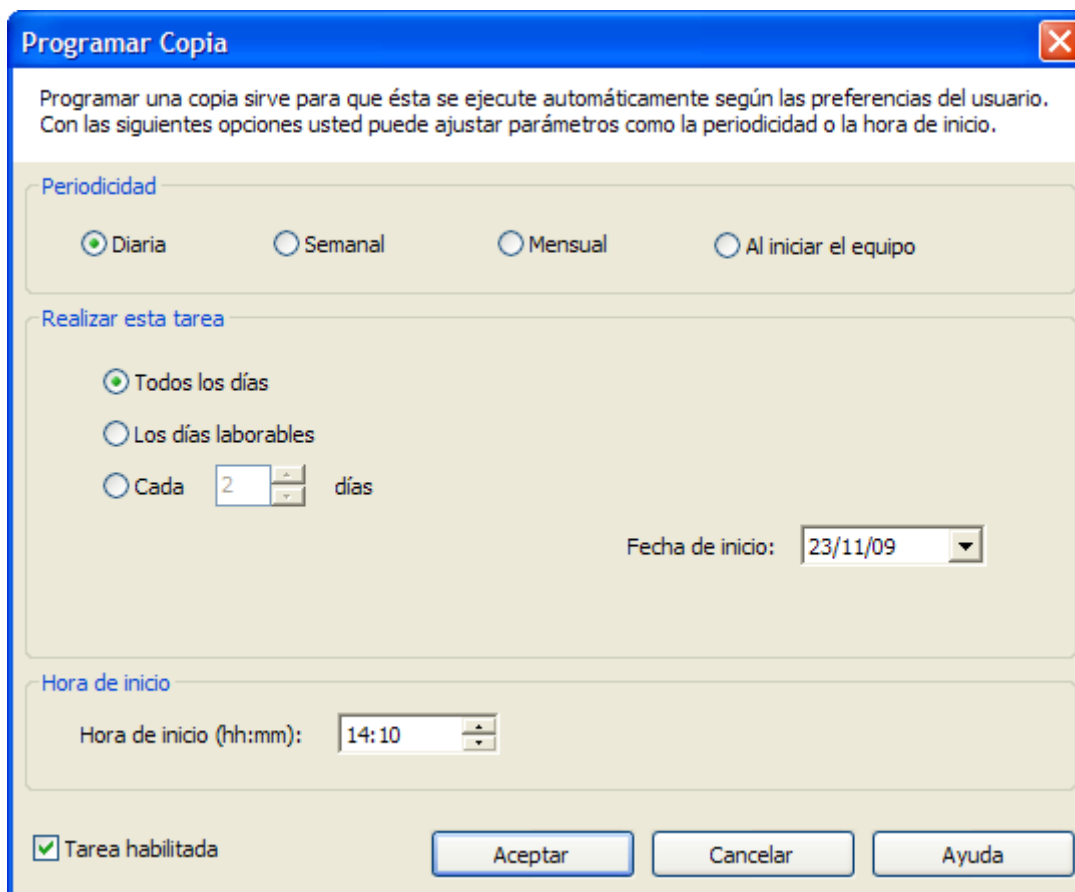 Programar Copia
Programar una copia sirve para que ésta se ejecute automáticamente según las preferencias del usuario.
Con las siguientes opciones usted puede ajustar parámetros como la periodicidad o la hora de inicio.
Periodicidad
Diaria Semanal Mensual Al iniciar el equipo
Realizar esta tarea
Todos los días
Los días laborables
Cada 2 días
Fecha de inicio: 23/11/09
Hora de inicio
Hora de inicio (hh:mm): 14:10
Tarea habilitada Aceptar Cancelar Ayuda